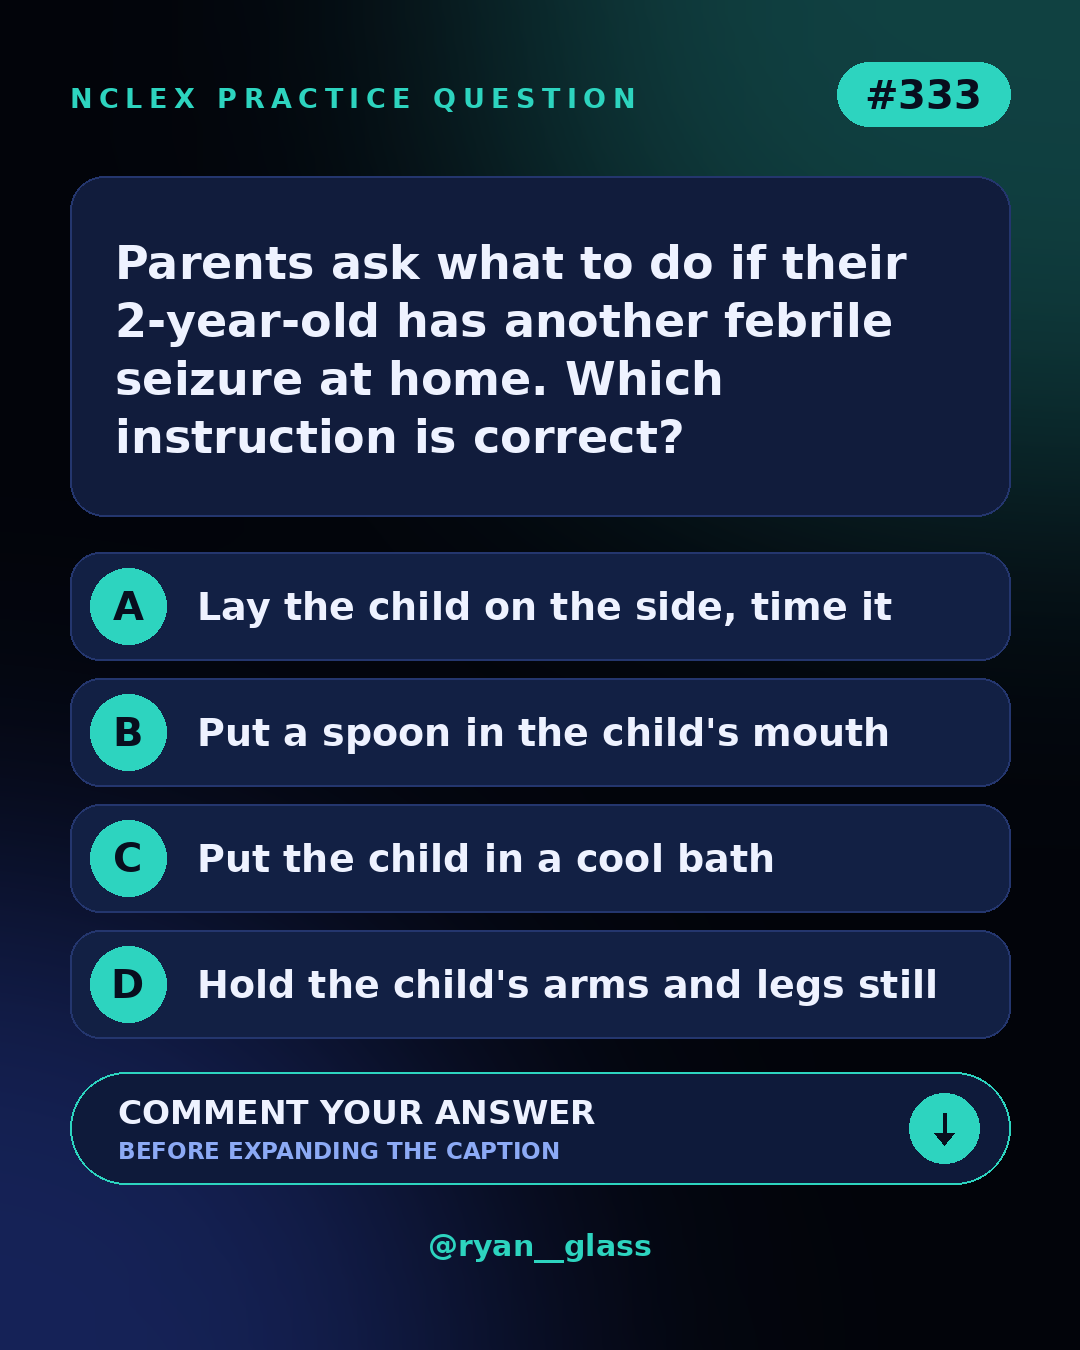 NCLEX PRACTICE QUESTION
#333
Parents ask what to do if their
2-year-old has another febrile
seizure at home. Which
instruction is correct?
A
Lay the child on the side, time it
B
Put a spoon in the child's mouth
C
Put the child in a cool bath
D
Hold the child's arms and legs still
COMMENT YOUR ANSWER
BEFORE EXPANDING THE CAPTION
@ryan__glass